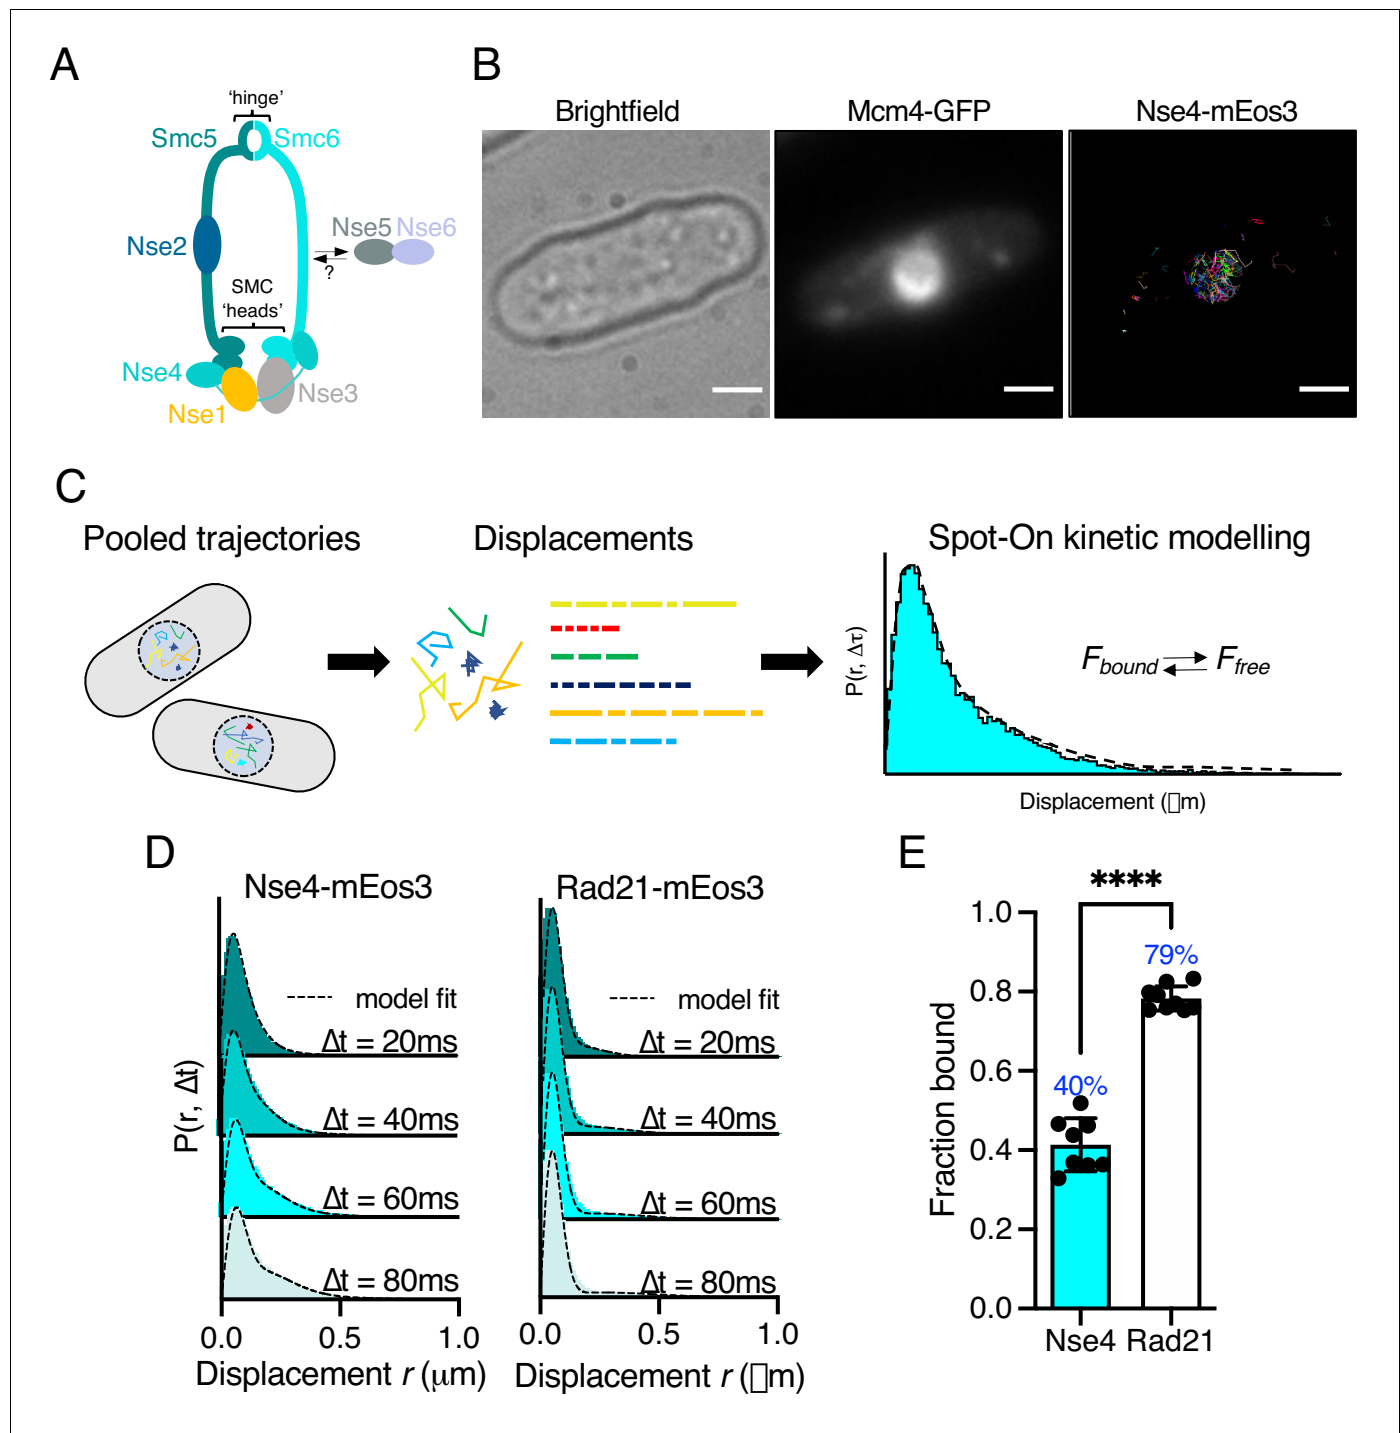 A
'hinge'
Smc5
Smc6
Nse2
Nse5
Nse6
?
SMC
'heads'
Nse4
Nse3
Nse1
B
Brightfield
Mcm4-GFP
Nse4-mEos3
C
Pooled trajectories
Displacements
Spot-On kinetic modelling
P(r, Δτ)
Fbound
Ffree
Displacement (▯m)
D
Nse4-mEos3
Rad21-mEos3
P(r, Δt)
model fit
Δt = 20ms
Δt = 40ms
Δt = 60ms
Δt = 80ms
0.0
0.5
1.0
Displacement r (μm)
model fit
Δt = 20ms
Δt = 40ms
Δt = 60ms
Δt = 80ms
0.0
0.5
1.0
Displacement r (▯m)
E
****
Fraction bound
1.0
0.8
0.6
0.4
0.2
0.0
79%
40%
Nse4
Rad21